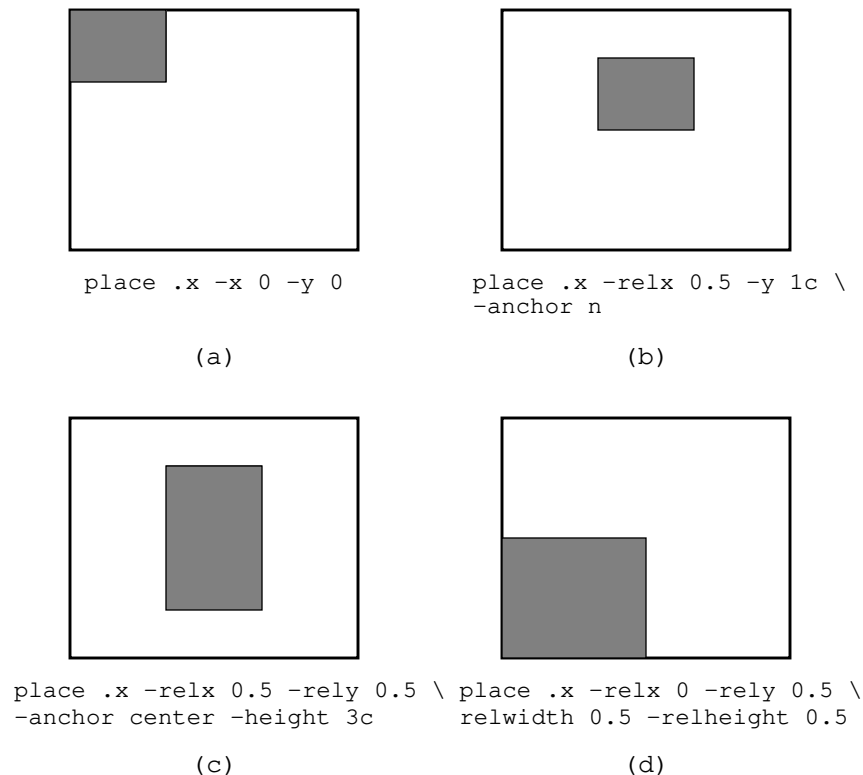 place .x –x 0 –y 0
place .x –relx 0.5 –y 1c \
–anchor n
(a)
(b)
place .x –relx 0.5 –rely 0.5 \
–anchor center –height 3c
place .x –relx 0 –rely 0.5 \
relwidth 0.5 –relheight 0.5
(c)
(d)